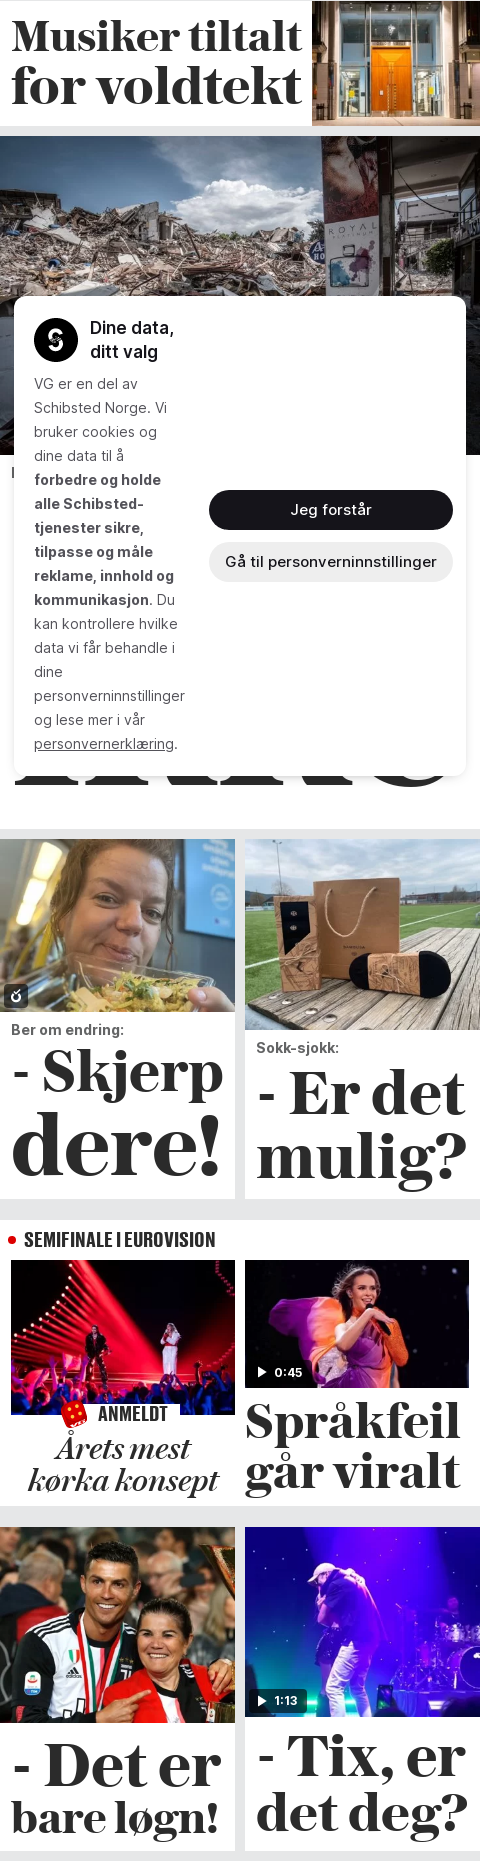 Musiker tiltalt
for voldtekt
ROYAL
Dine data,
ditt valg
VG er en del av
Schibsted Norge. Vi
bruker cookies og
dine data til å
forbedre og holde
alle Schibsted-
tjenester sikre,
tilpasse og måle
reklame, innhold og
kommunikasjon. Du
kan kontrollere hvilke
data vi får behandle i
dine
personverninnstillinger
og lese mer i vår
personvernerklæring.
Jeg forstår
Gå til personverninnstillinger
Ber om endring:
- Skjerp
dere!
Sokk-sjokk:
- Er det
mulig?
SEMIFINALE I EUROVISION
ANMELDT
Årets mest
kørka konsept
0:45
Språkfeil
går viralt
- Det er
bare løgn!
1:13
- Tix, er
det deg?